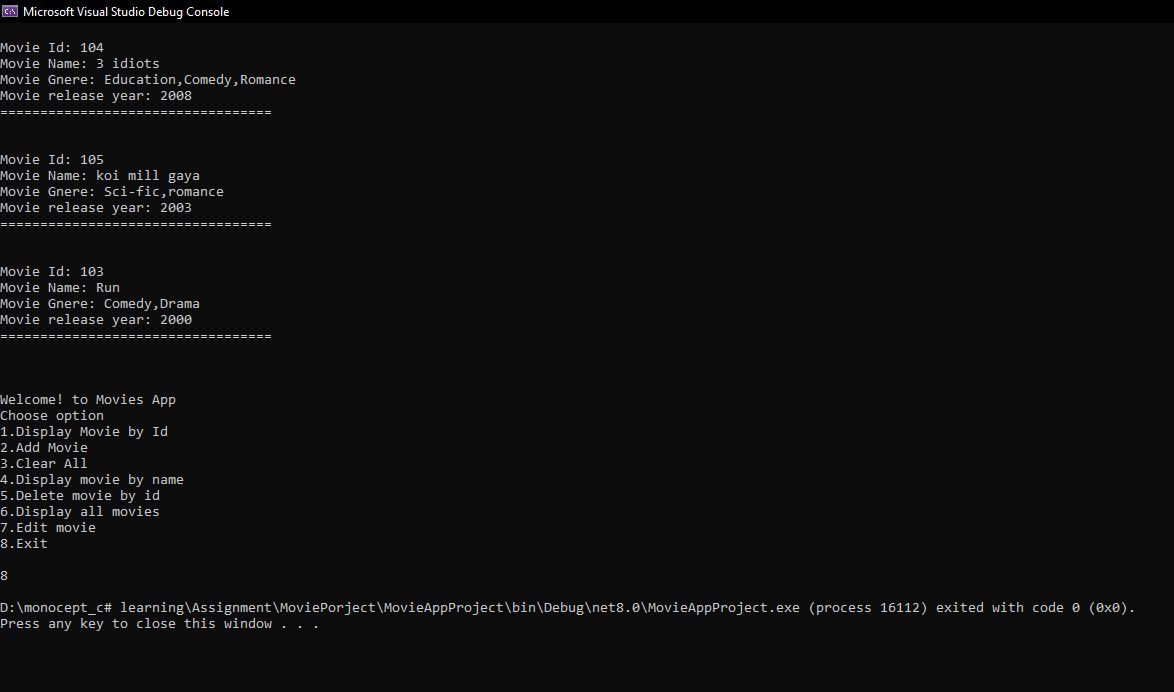 Microsoft Visual Studio Debug Console
Movie Id: 104
Movie Name: 3 idiots
Movie Gnere: Education,Comedy,Romance
Movie release year: 2008
==================================
Movie Id: 105
Movie Name: koi mill gaya
Movie Gnere: Sci-fic,romance
Movie release year: 2003
==================================
Movie Id: 103
Movie Name: Run
Movie Gnere: Comedy,Drama
Movie release year: 2000
==================================
Welcome! to Movies App
Choose option
1.Display Movie by Id
2.Add Movie
3.Clear All
4.Display movie by name
5.Delete movie by id
6.Display all movies
7.Edit movie
8.Exit
8
D:\monocept_c# learning\Assignment\MoviePorject\MovieAppProject\bin\Debug\net8.0\MovieAppProject.exe (process 16112) exited with code 0 (0x0).
Press any key to close this window . . .